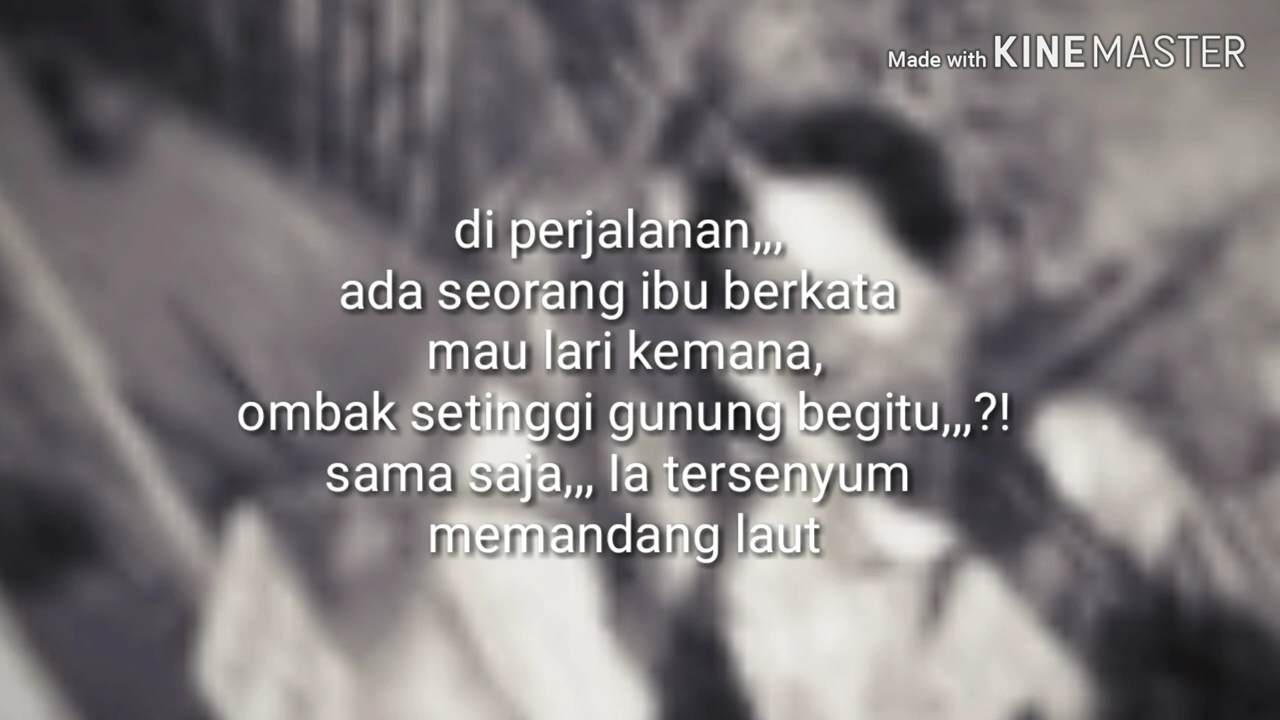 Made with KINEMASTER
di perjalanan,,,
ada seorang ibu berkata
mau lari kemana,
ombak setinggi gunung begitu,,,?!
sama saja,,, Ia tersenyum
memandang laut